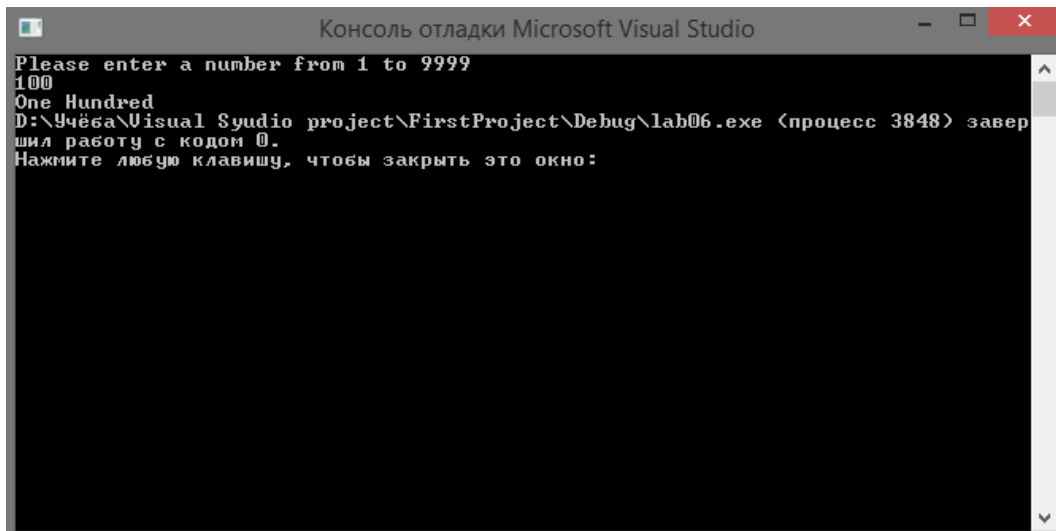 Консоль отладки Microsoft Visual Studio
Please enter a number from 1 to 9999
100
One Hundred
D:\Учёба\Visual Syudio project\FirstProject\Debug\lab06.exe (процесс 3848) завер
шил работу с кодом 0.
Нажмите любую клавишу, чтобы закрыть это окно: